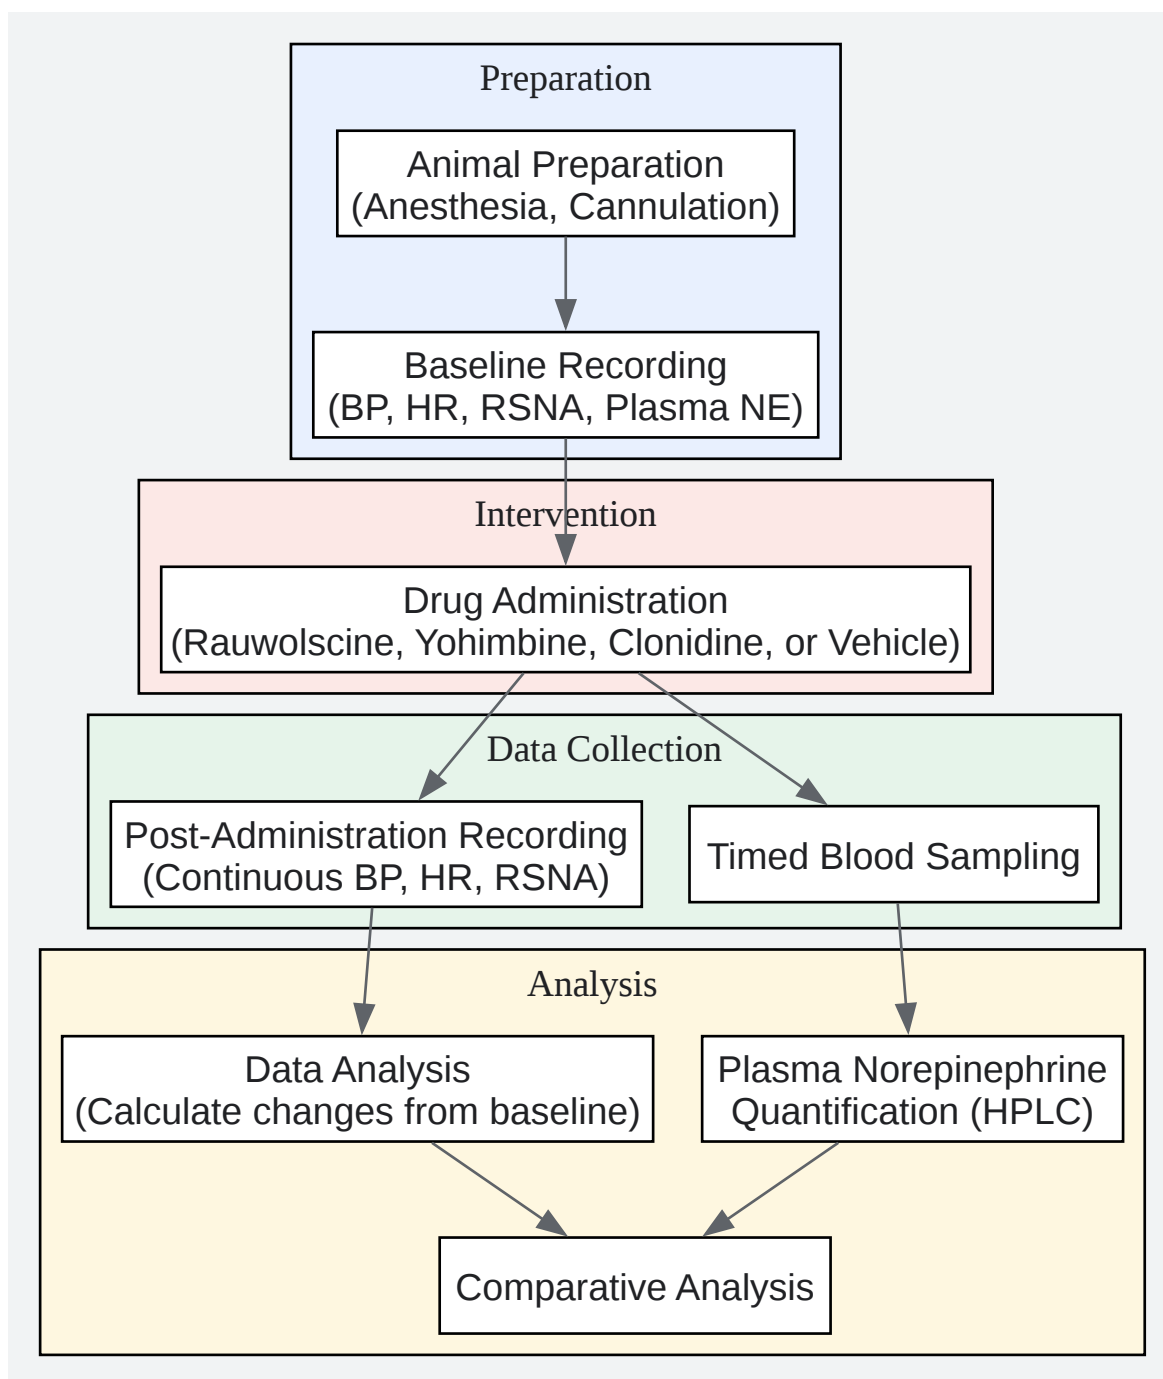 Preparation
Animal Preparation
(Anesthesia, Cannulation)
Baseline Recording
(BP, HR, RSNA, Plasma NE)
Intervention
Drug Administration
(Rauwolscine, Yohimbine, Clonidine, or Vehicle)
Data Collection
Post-Administration Recording
(Continuous BP, HR, RSNA)
Timed Blood Sampling
Analysis
Data Analysis
(Calculate changes from baseline)
Plasma Norepinephrine
Quantification (HPLC)
Comparative Analysis